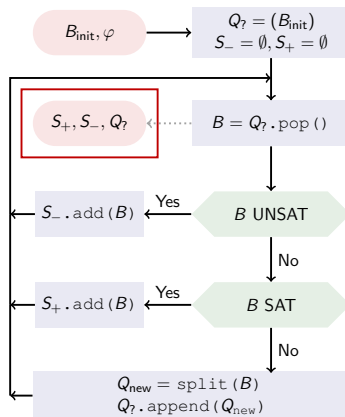 B_init, φ
Q_? = (B_init)
S_− = ∅, S_+ = ∅
S_+, S_−, Q_?
B = Q_?.pop()
S_−.add(B)
Yes
B UNSAT
No
S_+.add(B)
Yes
B SAT
No
Q_new = split(B)
Q_?.append(Q_new)